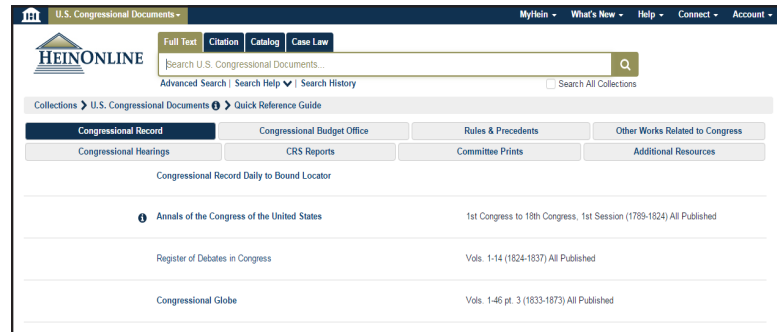 U.S. Congressional Documents
MyHein What's New Help Connect Account
HEINONLINE
Full Text Citation Catalog Case Law
Search U.S. Congressional Documents...
Advanced Search | Search Help | Search History
Search All Collections
Collections U.S. Congressional Documents Quick Reference Guide
Congressional Record Congressional Budget Office Rules & Precedents Other Works Related to Congress
Congressional Hearings CRS Reports Committee Prints Additional Resources
Congressional Record Daily to Bound Locator
Annals of the Congress of the United States 1st Congress to 18th Congress, 1st Session (1789-1824) All Published
Register of Debates in Congress Vols. 1-14 (1824-1837) All Published
Congressional Globe Vols. 1-46 pt. 3 (1833-1873) All Published